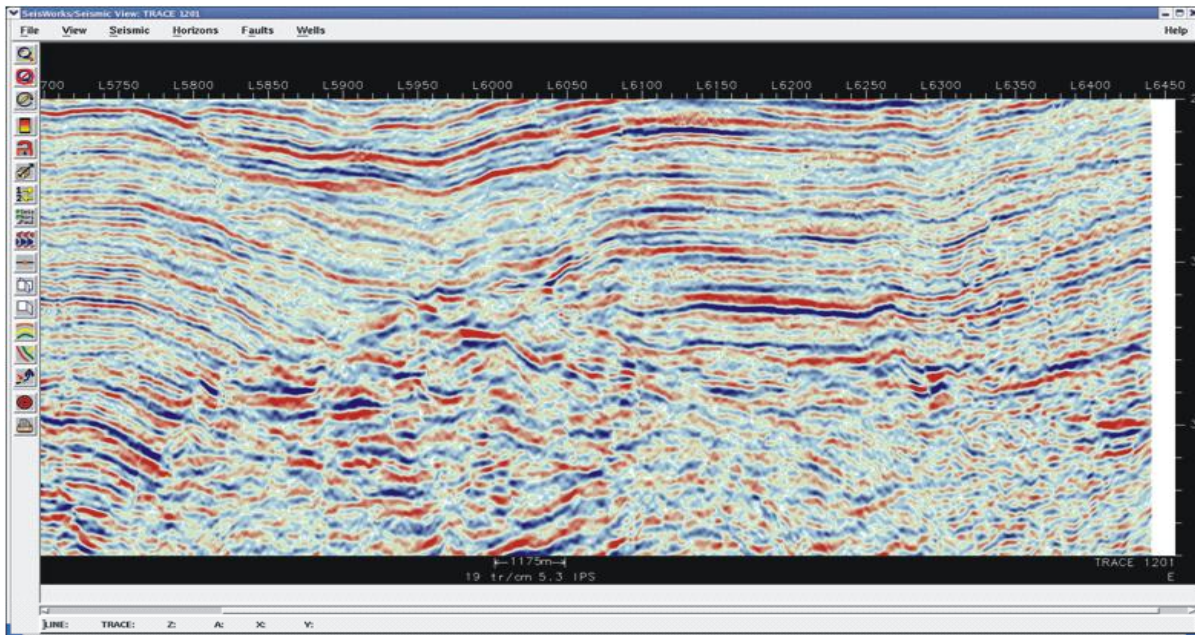 SeisWorks/Seismic View: TRACE 1201
File View Seismic Horizons Faults Wells Help
700 L5750 L5800 L5850 L5900 L5950 L6000 L6050 L6100 L6150 L6200 L6250 L6300 L6350 L6400 L6450
1175m
TRACE 1201
19 tr/cm 5.3 IPS
E
LINE: TRACE: Z: A: X: Y: